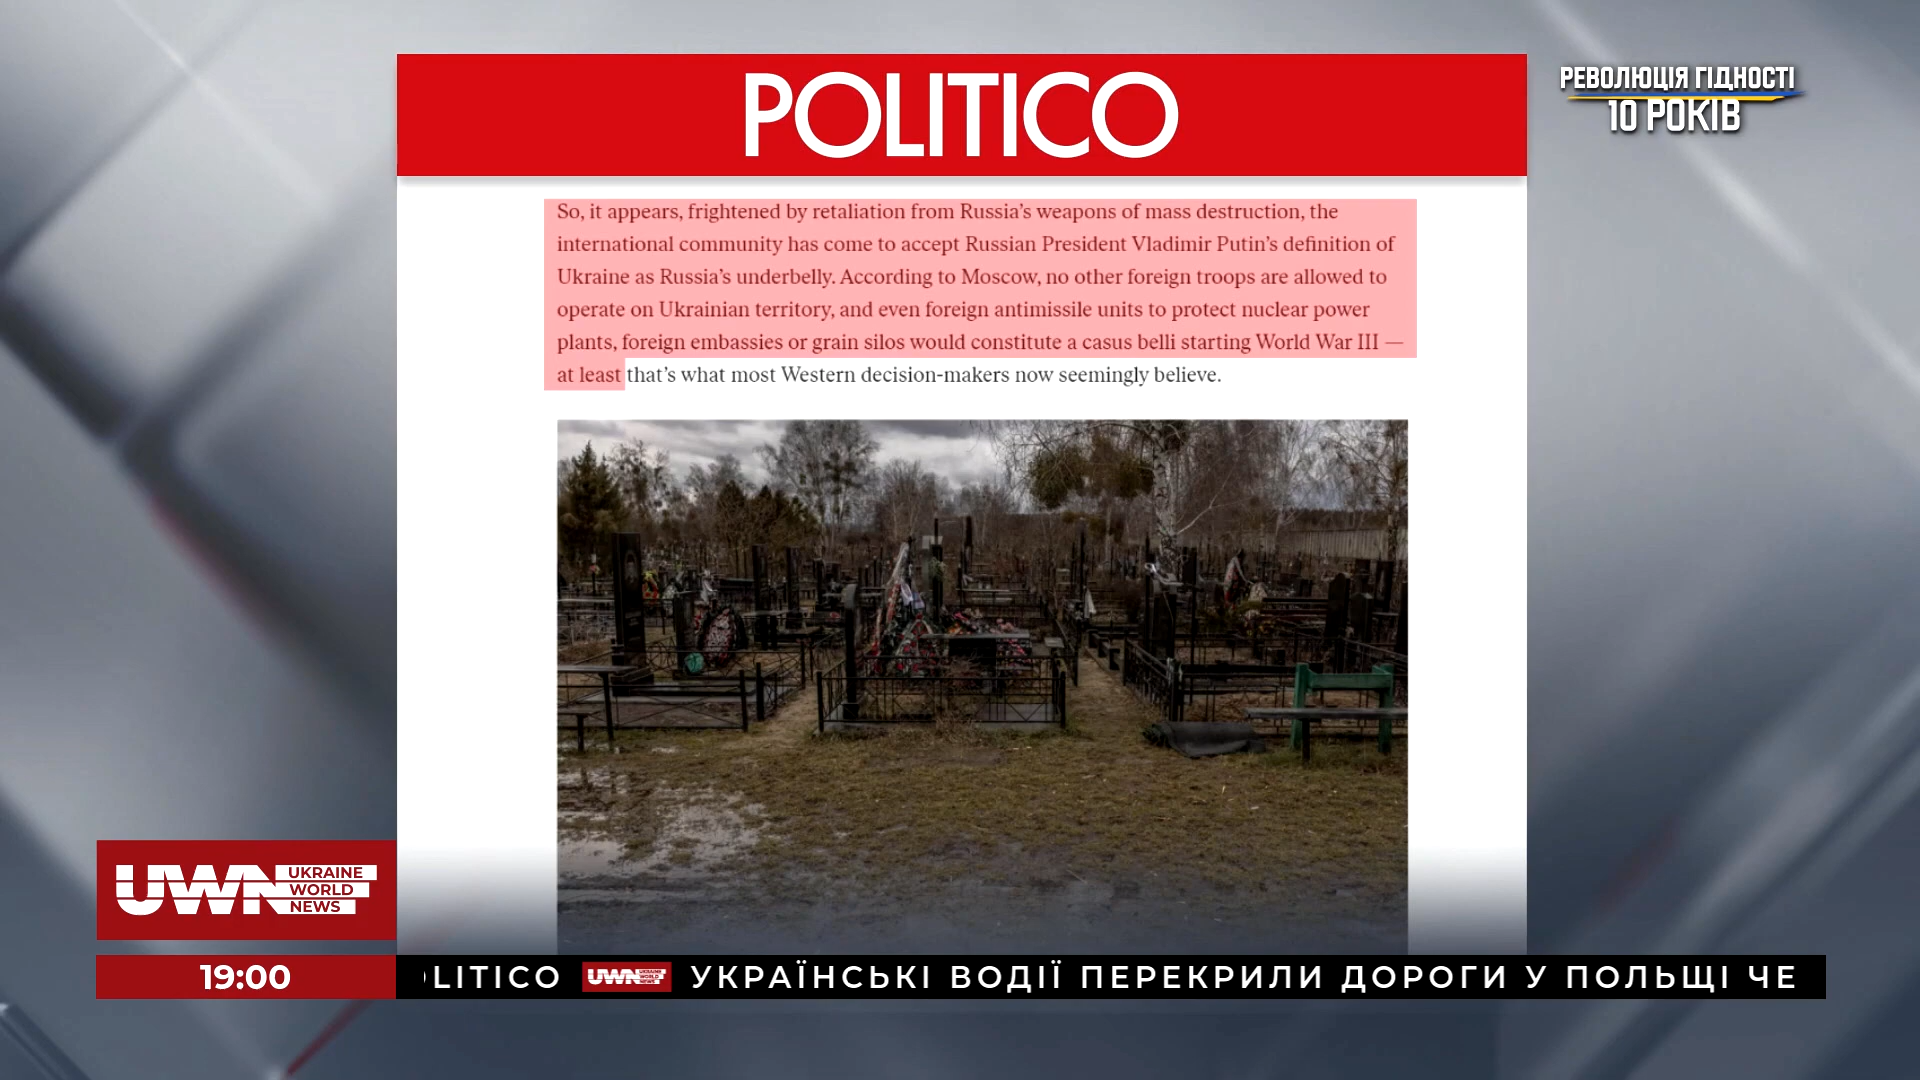 POLITICO
РЕВОЛЮЦІЯ ГІДНОСТІ
10 РОКІВ
So, it appears, frightened by retaliation from Russia’s weapons of mass destruction, the
international community has come to accept Russian President Vladimir Putin’s definition of
Ukraine as Russia’s underbelly. According to Moscow, no other foreign troops are allowed to
operate on Ukrainian territory, and even foreign antimissile units to protect nuclear power
plants, foreign embassies or grain silos would constitute a casus belli starting World War III —
at least that’s what most Western decision-makers now seemingly believe.
UWN UKRAINE
WORLD
NEWS
19:00
LITICO UWN УКРАЇНСЬКІ ВОДІЇ ПЕРЕКРИЛИ ДОРОГИ У ПОЛЬЩІ ЧЕ